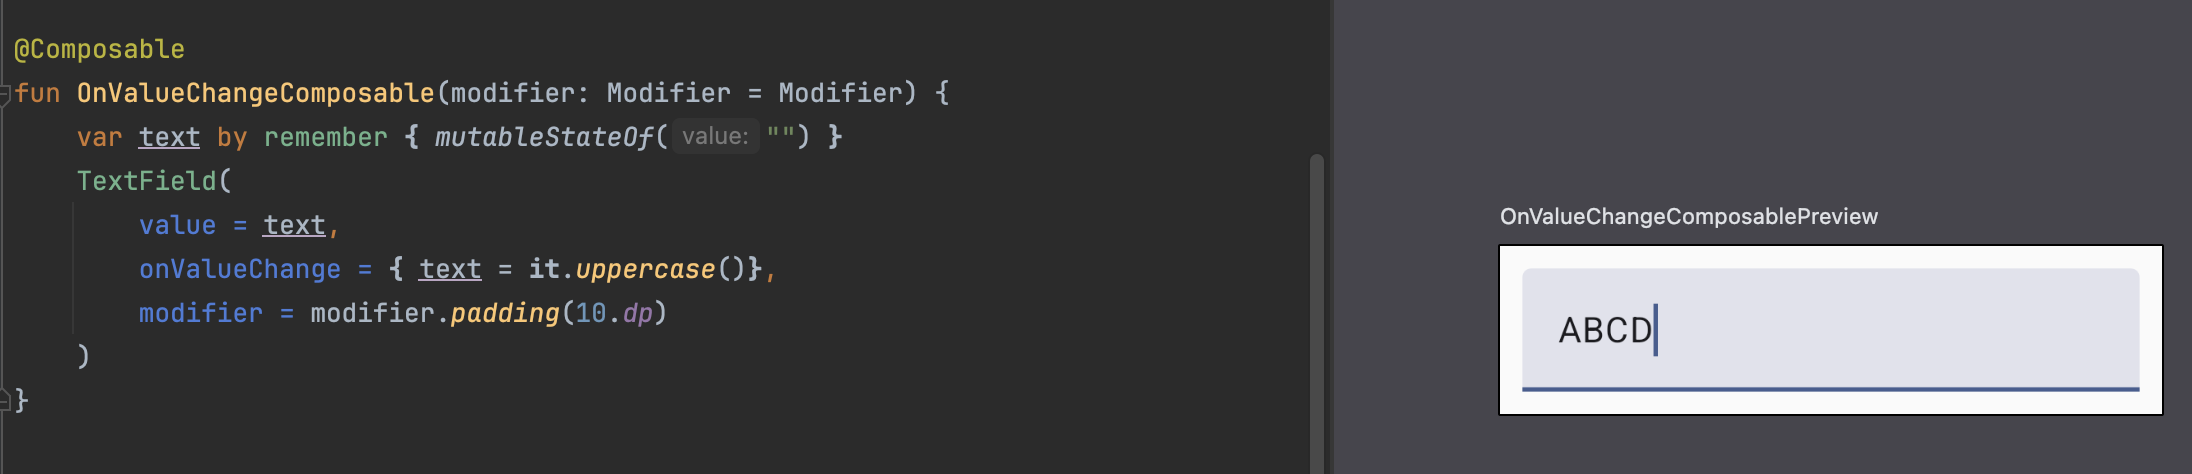 @Composable
fun OnValueChangeComposable(modifier: Modifier = Modifier) {
    var text by remember { mutableStateOf( value: "") }
    TextField(
        value = text,
        onValueChange = { text = it.uppercase()},
        modifier = modifier.padding(10.dp)
    )
}
OnValueChangeComposablePreview
ABCD